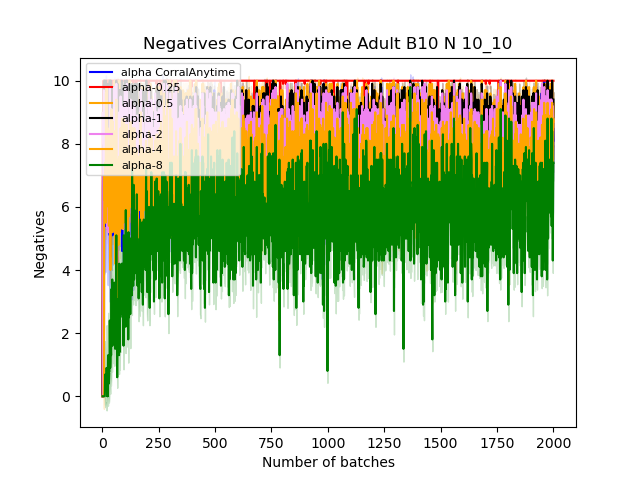 Negatives CorralAnytime Adult B10 N 10_10
alpha CorralAnytime
alpha-0.25
alpha-0.5
alpha-1
alpha-2
alpha-4
alpha-8
10
8
6
4
2
0
Negatives
0 250 500 750 1000 1250 1500 1750 2000
Number of batches